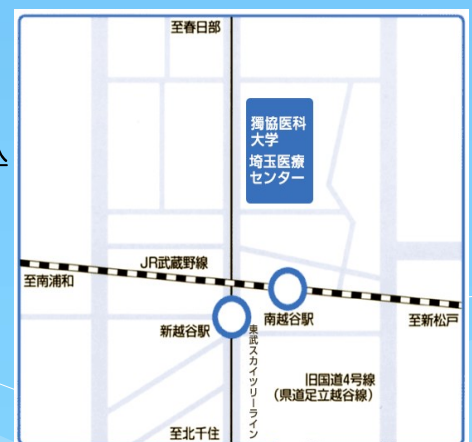 至春日部
獨協医科
大学
埼玉医療
センター
JR武蔵野線
至南浦和
南越谷駅
至新松戸
新越谷駅
東武スカイツリーライン
旧国道4号線
(県道足立越谷線)
至北千住